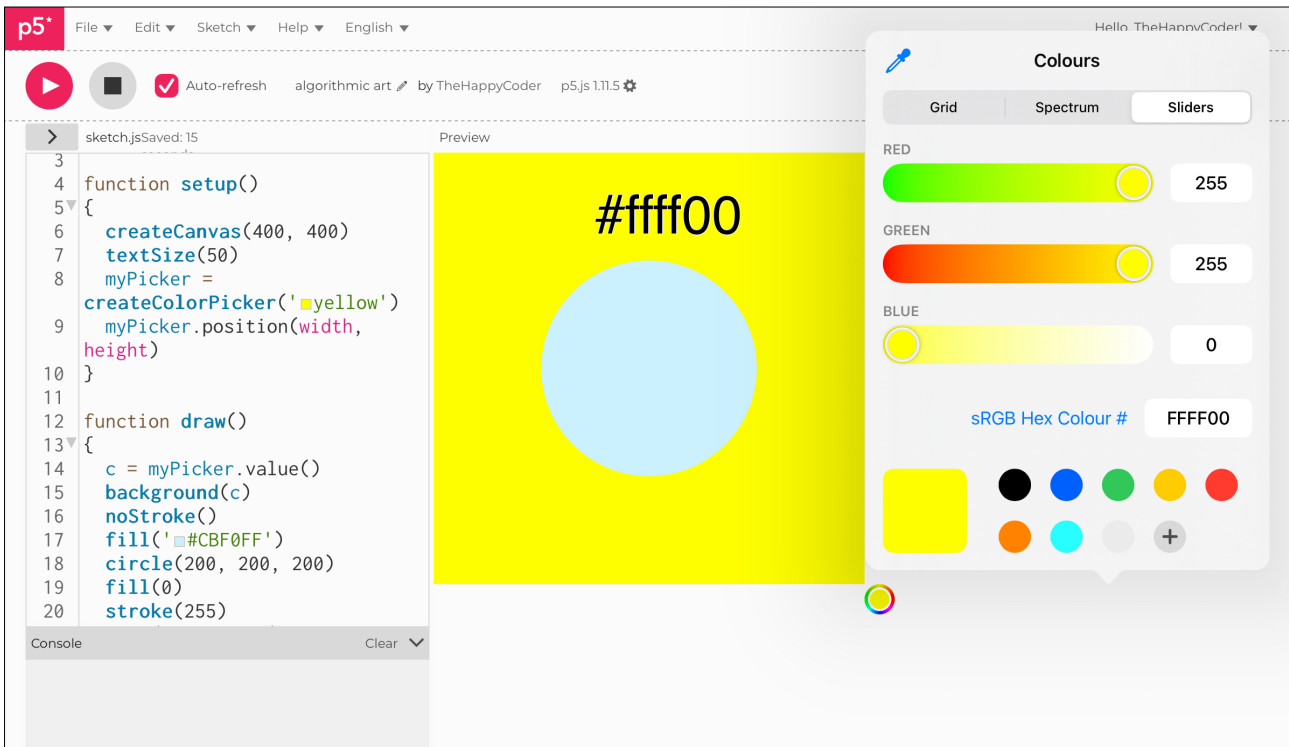 p5* File Edit Sketch Help English Hello, TheHappyCoder!
Auto-refresh algorithmic art by TheHappyCoder p5.js 1.11.5
sketch.js Saved: 15
Preview
3
4 function setup()
5 {
6 createCanvas(400, 400)
7 textSize(50)
8 myPicker =
createColorPicker('yellow')
9 myPicker.position(width,
height)
10 }
11
12 function draw()
13 {
14 c = myPicker.value()
15 background(c)
16 noStroke()
17 fill('#CBF0FF')
18 circle(200, 200, 200)
19 fill(0)
20 stroke(255)
Console Clear
#ffff00
Colours
Grid Spectrum Sliders
RED
255
GREEN
255
BLUE
0
sRGB Hex Colour # FFFF00